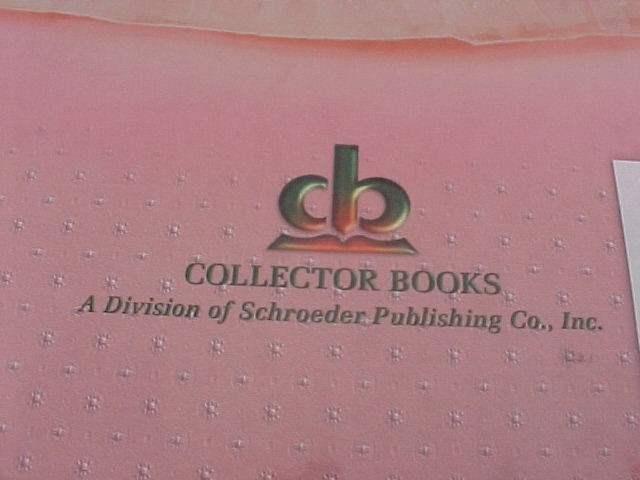 cb
COLLECTOR BOOKS
A Division of Schroeder Publishing Co., Inc.